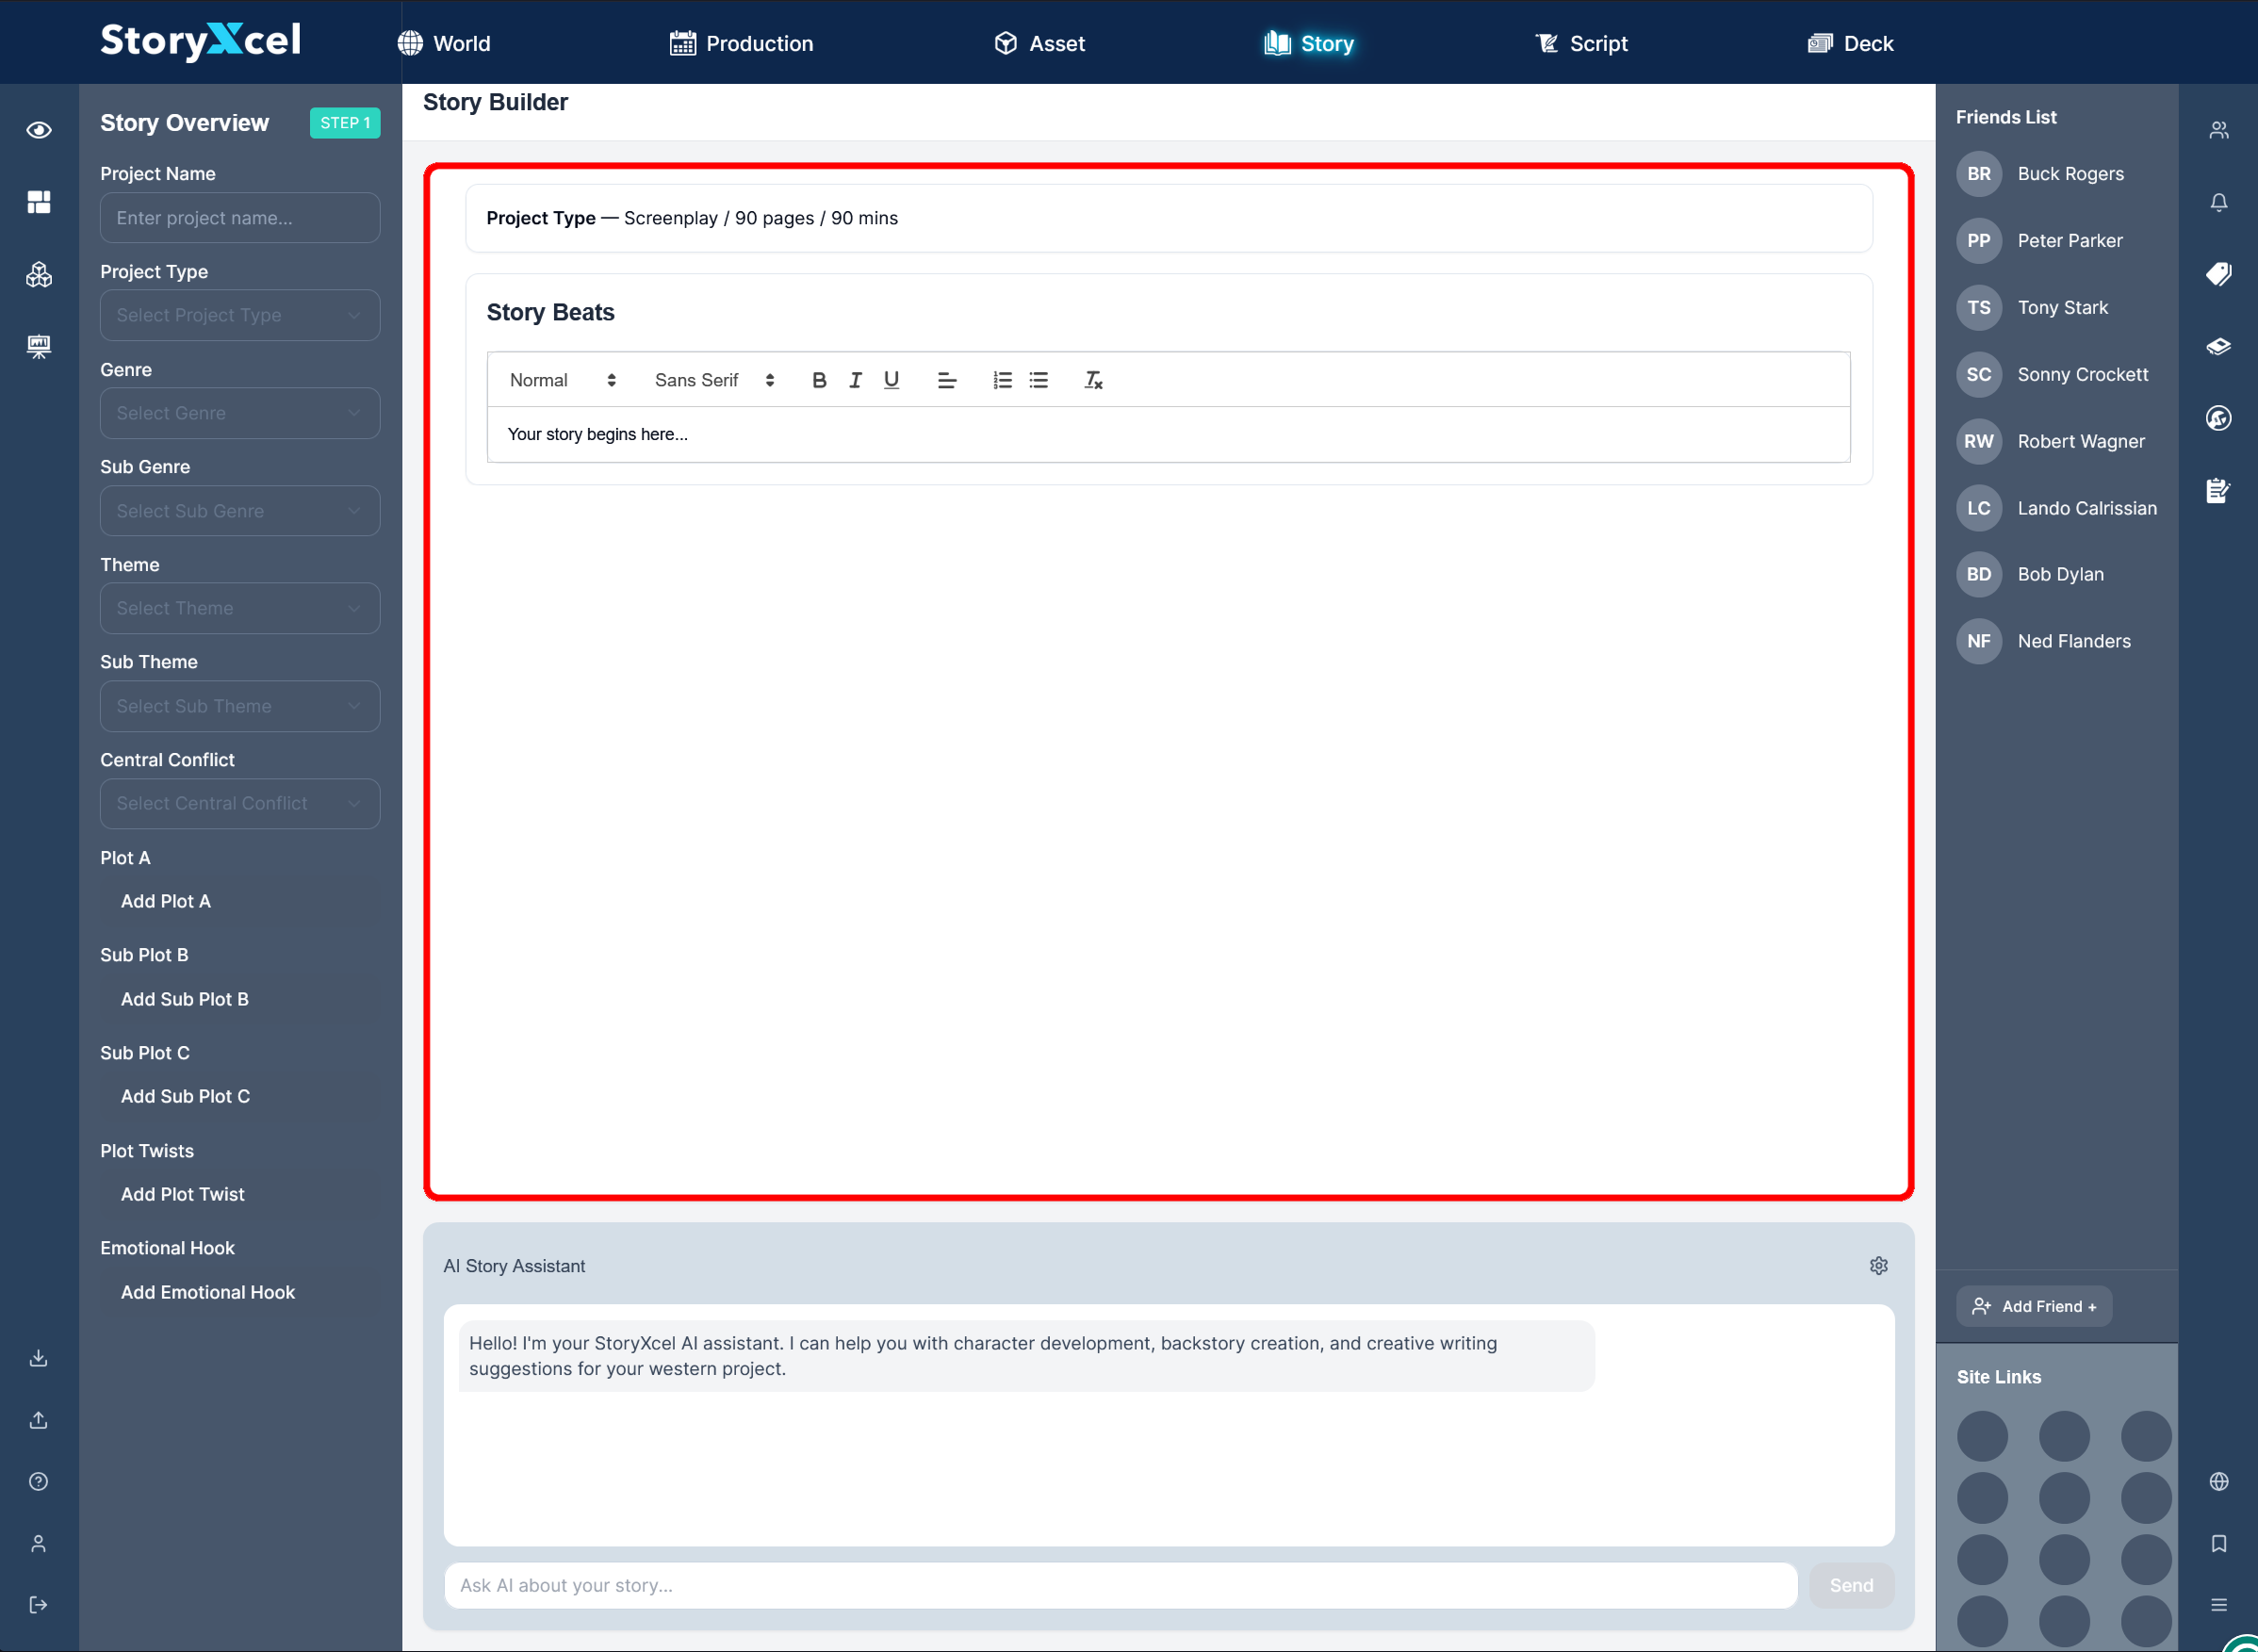 StoryXcel
World
Production
Asset
Story
Script
Deck
Story Overview
STEP 1
Project Name
Enter project name...
Project Type
Select Project Type
Genre
Select Genre
Sub Genre
Select Sub Genre
Theme
Select Theme
Sub Theme
Select Sub Theme
Central Conflict
Select Central Conflict
Plot A
Add Plot A
Sub Plot B
Add Sub Plot B
Sub Plot C
Add Sub Plot C
Plot Twists
Add Plot Twist
Emotional Hook
Add Emotional Hook
Story Builder
Project Type — Screenplay / 90 pages / 90 mins
Story Beats
Normal
Sans Serif
Your story begins here...
AI Story Assistant
Hello! I'm your StoryXcel AI assistant. I can help you with character development, backstory creation, and creative writing
suggestions for your western project.
Ask AI about your story...
Send
Friends List
BR Buck Rogers
PP Peter Parker
TS Tony Stark
SC Sonny Crockett
RW Robert Wagner
LC Lando Calrissian
BD Bob Dylan
NF Ned Flanders
Add Friend +
Site Links